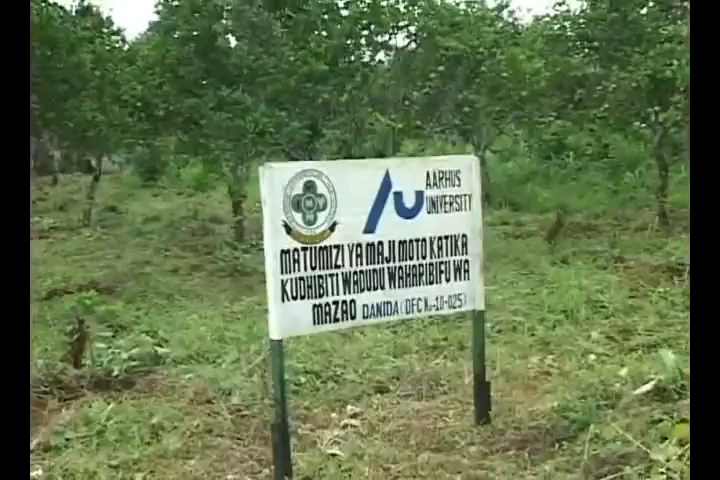 AARHUS
UNIVERSITY
MATUMIZI YA MAJI MOTO KATIKA
KUDHIBITI WADUDU WAHARIBIFU WA
MAZAO DANIDA (DFC No-10-025)